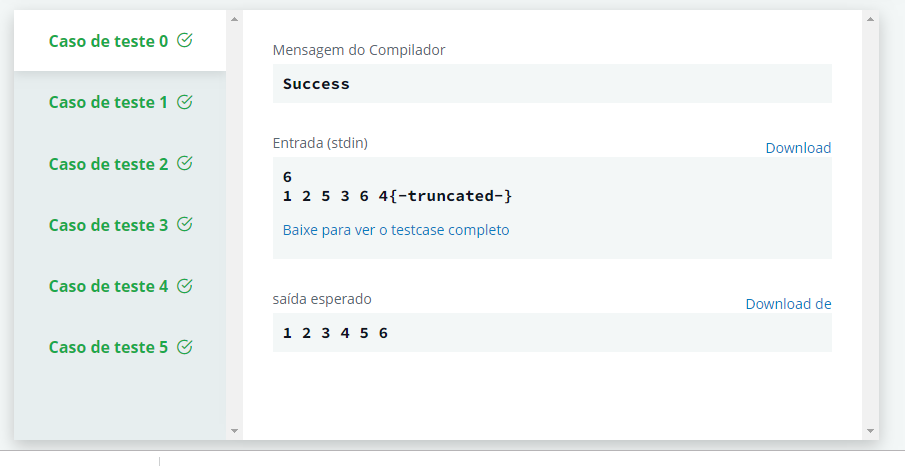 Caso de teste 0
Caso de teste 1
Caso de teste 2
Caso de teste 3
Caso de teste 4
Caso de teste 5
Mensagem do Compilador
Success
Entrada (stdin)
Download
6
1 2 5 3 6 4{-truncated-}
Baixe para ver o testcase completo
saída esperado
Download de
1 2 3 4 5 6